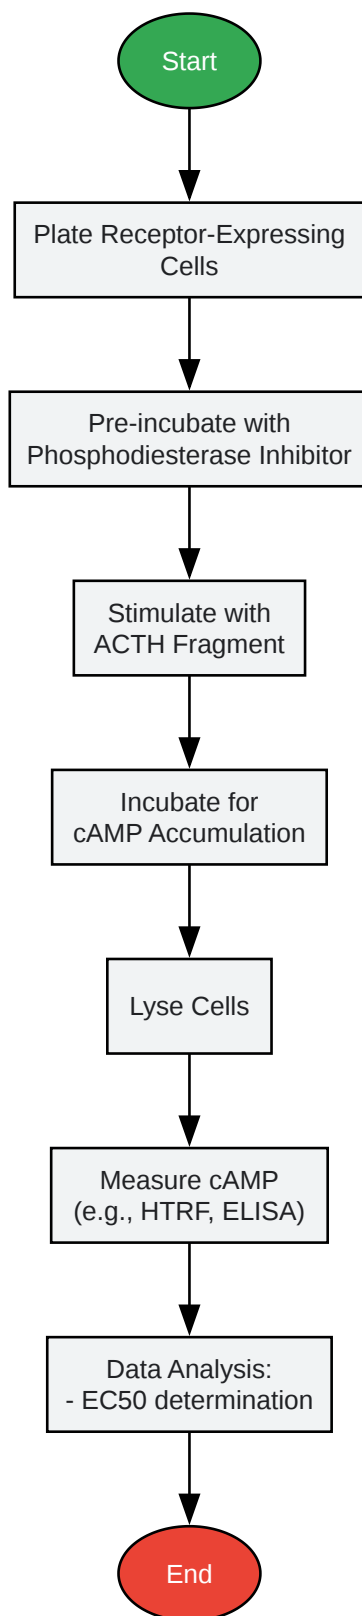 Start
Plate Receptor-Expressing
Cells
Pre-incubate with
Phosphodiesterase Inhibitor
Stimulate with
ACTH Fragment
Incubate for
cAMP Accumulation
Lyse Cells
Measure cAMP
(e.g., HTRF, ELISA)
Data Analysis:
- EC50 determination
End